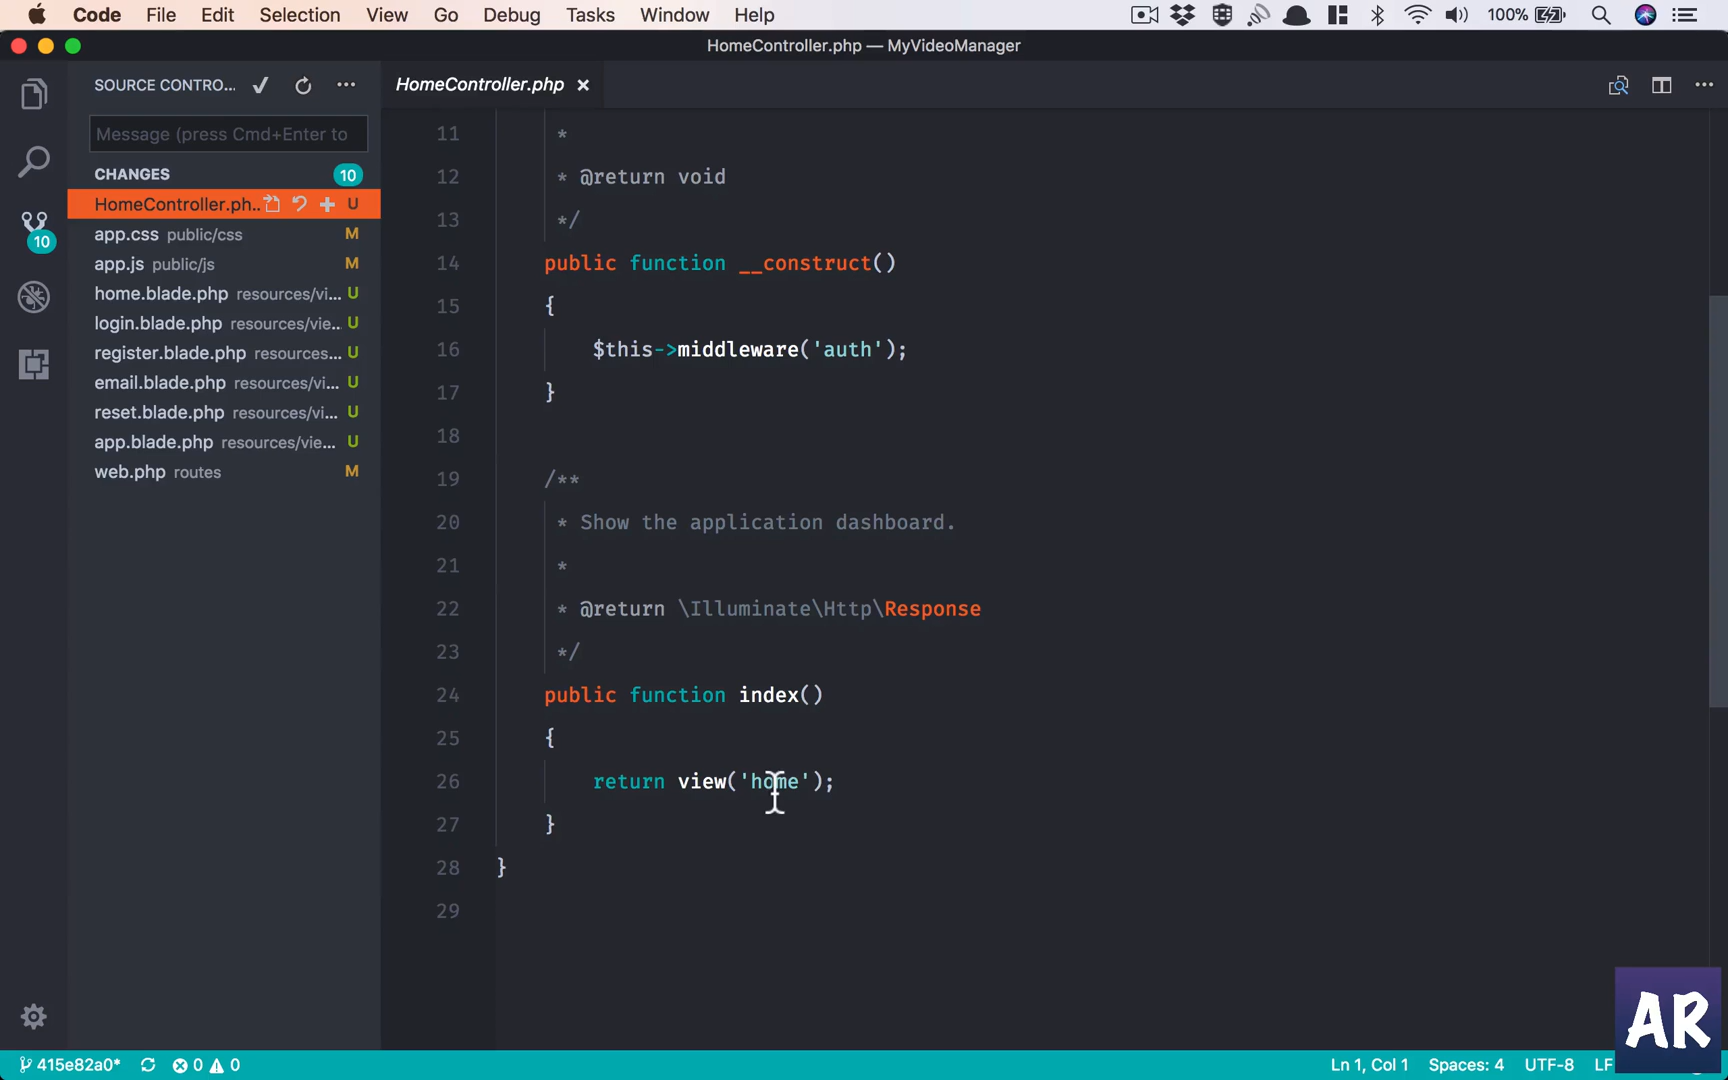 Code File Edit Selection View Go Debug Tasks Window Help 100%
HomeController.php — MyVideoManager
SOURCE CONTRO...
HomeController.php ×
Message (press Cmd+Enter to
CHANGES 10
HomeController.ph.. U
app.css public/css M
app.js public/js M
home.blade.php resources/vi... U
login.blade.php resources/vie... U
register.blade.php resources... U
email.blade.php resources/vi... U
reset.blade.php resources/vi... U
app.blade.php resources/vie... U
web.php routes M
10
11 *
12 * @return void
13 */
14 public function __construct()
15 {
16 $this->middleware('auth');
17 }
18
19 /**
20 * Show the application dashboard.
21 *
22 * @return \Illuminate\Http\Response
23 */
24 public function index()
25 {
26 return view('home');
27 }
28 }
29
AR
415e82a0* 0 0 Ln 1, Col 1 Spaces: 4 UTF-8 LF